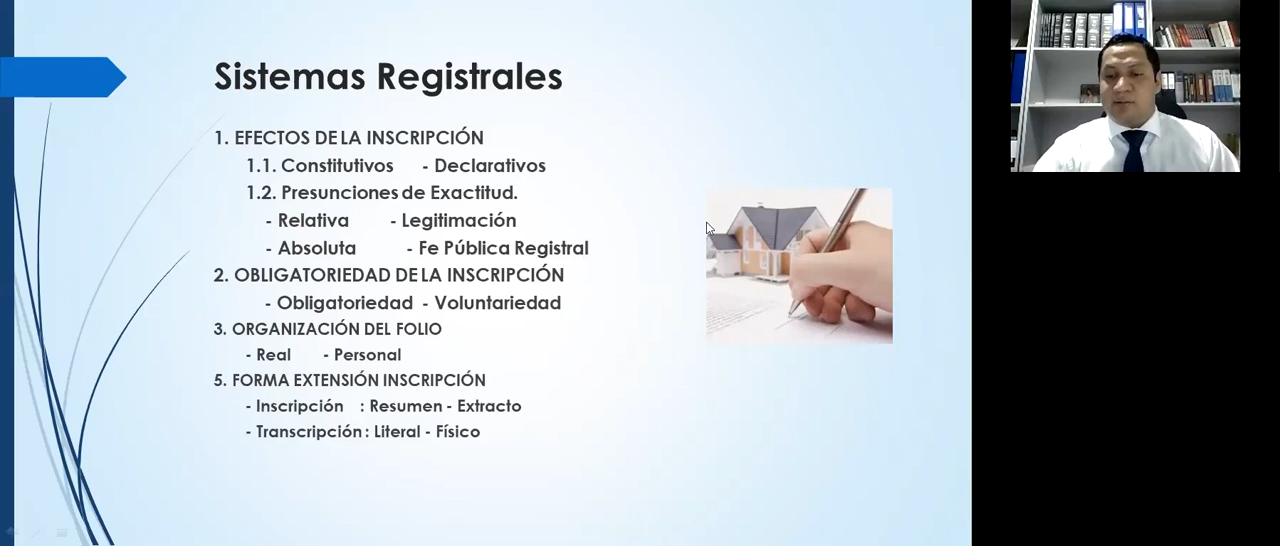 Sistemas Registrales
1. EFECTOS DE LA INSCRIPCIÓN
1.1. Constitutivos - Declarativos
1.2. Presunciones de Exactitud.
- Relativa - Legitimación
- Absoluta - Fe Pública Registral
2. OBLIGATORIEDAD DE LA INSCRIPCIÓN
- Obligatoriedad - Voluntariedad
3. ORGANIZACIÓN DEL FOLIO
- Real - Personal
5. FORMA EXTENSIÓN INSCRIPCIÓN
- Inscripción : Resumen - Extracto
- Transcripción : Literal - Físico